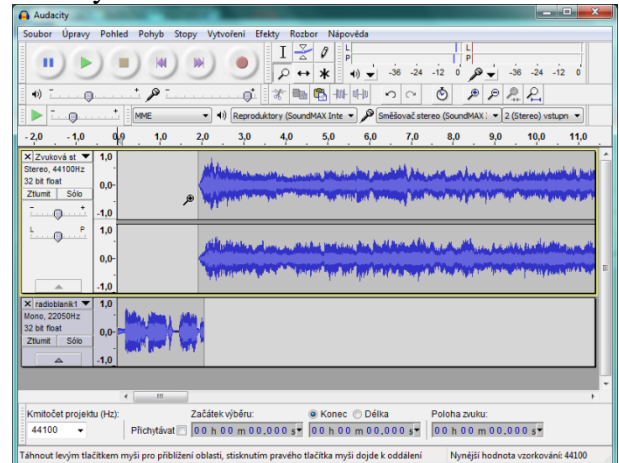 Audacity
Soubor Úpravy Pohled Pohyb Stopy Vytvoření Efekty Rozbor Nápověda
L
P
-36 -24 -12 0
L
P
-36 -24 -12 0
MME
Reproduktory (SoundMAX Inte
Směšovač stereo (SoundMAX :
2 (Stereo) vstupn
-2,0 -1,0 0,0 1,0 2,0 3,0 4,0 5,0 6,0 7,0 8,0 9,0 10,0 11,0
Zvuková st
Stereo, 44100Hz
32 bit float
Ztlumit Sólo
- +
L P
1,0
0,0-
-1,0
1,0
0,0-
-1,0
radioblanik1
Mono, 22050Hz
32 bit float
Ztlumit Sólo
1,0
0,0-
-1,0
Kmitočet projektu (Hz):
44100
Přichytávat
Začátek výběru:
Konec Délka
Poloha zvuku:
00 h 00 m 00,000 s
00 h 00 m 00,000 s
00 h 00 m 00,000 s
Táhnout levým tlačítkem myši pro přiblížení oblasti, stisknutím pravého tlačítka myši dojde k oddálení
Nynější hodnota vzorkování: 44100